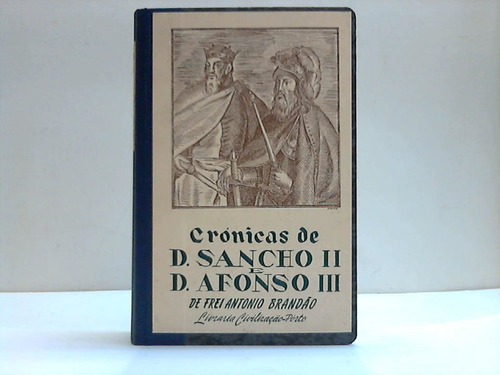 Crónicas de
D. SANCHO II
E
D. AFONSO III
DE FREI ANTONIO BRANDÃO
Livraria Civilização-Porto